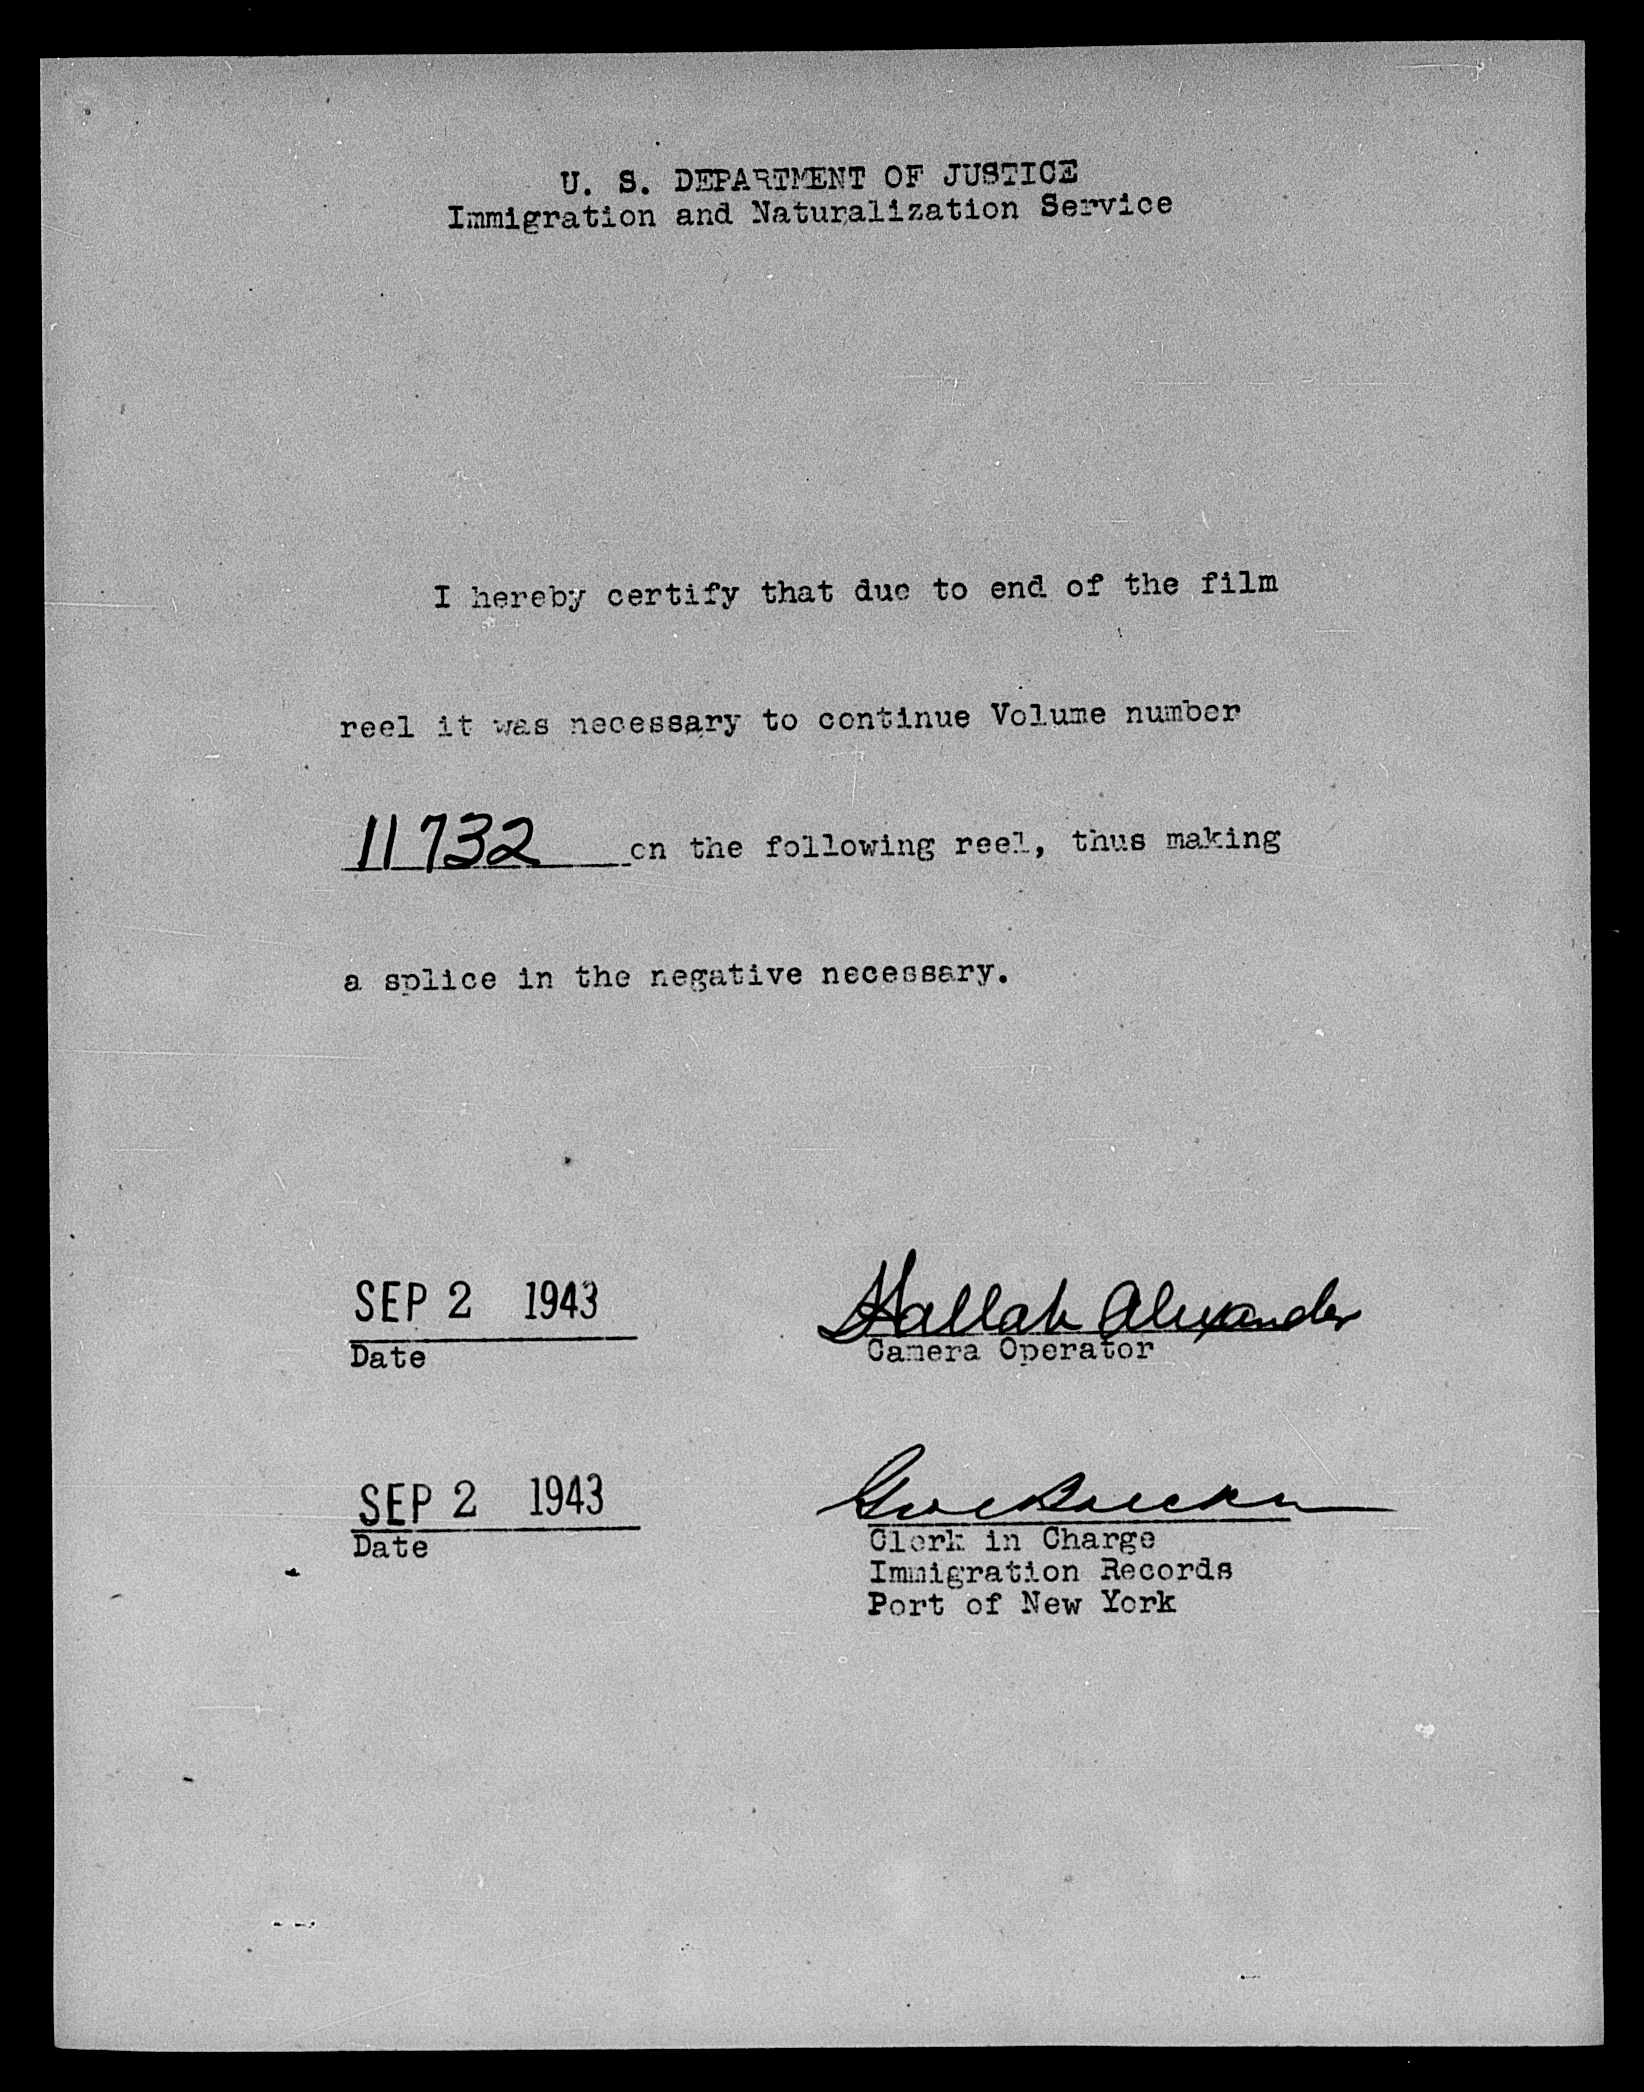 U. S. DEPARTMENT OF JUSTICE
Immigration and Naturalization Service
I hereby certify that due to end of the film
reel it was necessary to continue Volume number
11732 on the following reel, thus making
a splice in the negative necessary.
SEP 2 1943
Date
Hallah Alexander
Camera Operator
SEP 2 1943
Date
Clerk in Charge
Immigration Records
Port of New York